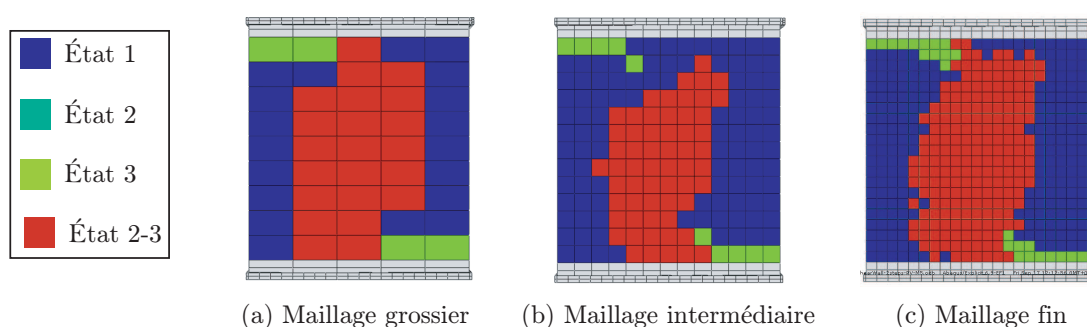 État 1
État 2
État 3
État 2-3
(a) Maillage grossier
(b) Maillage intermédiaire
(c) Maillage fin